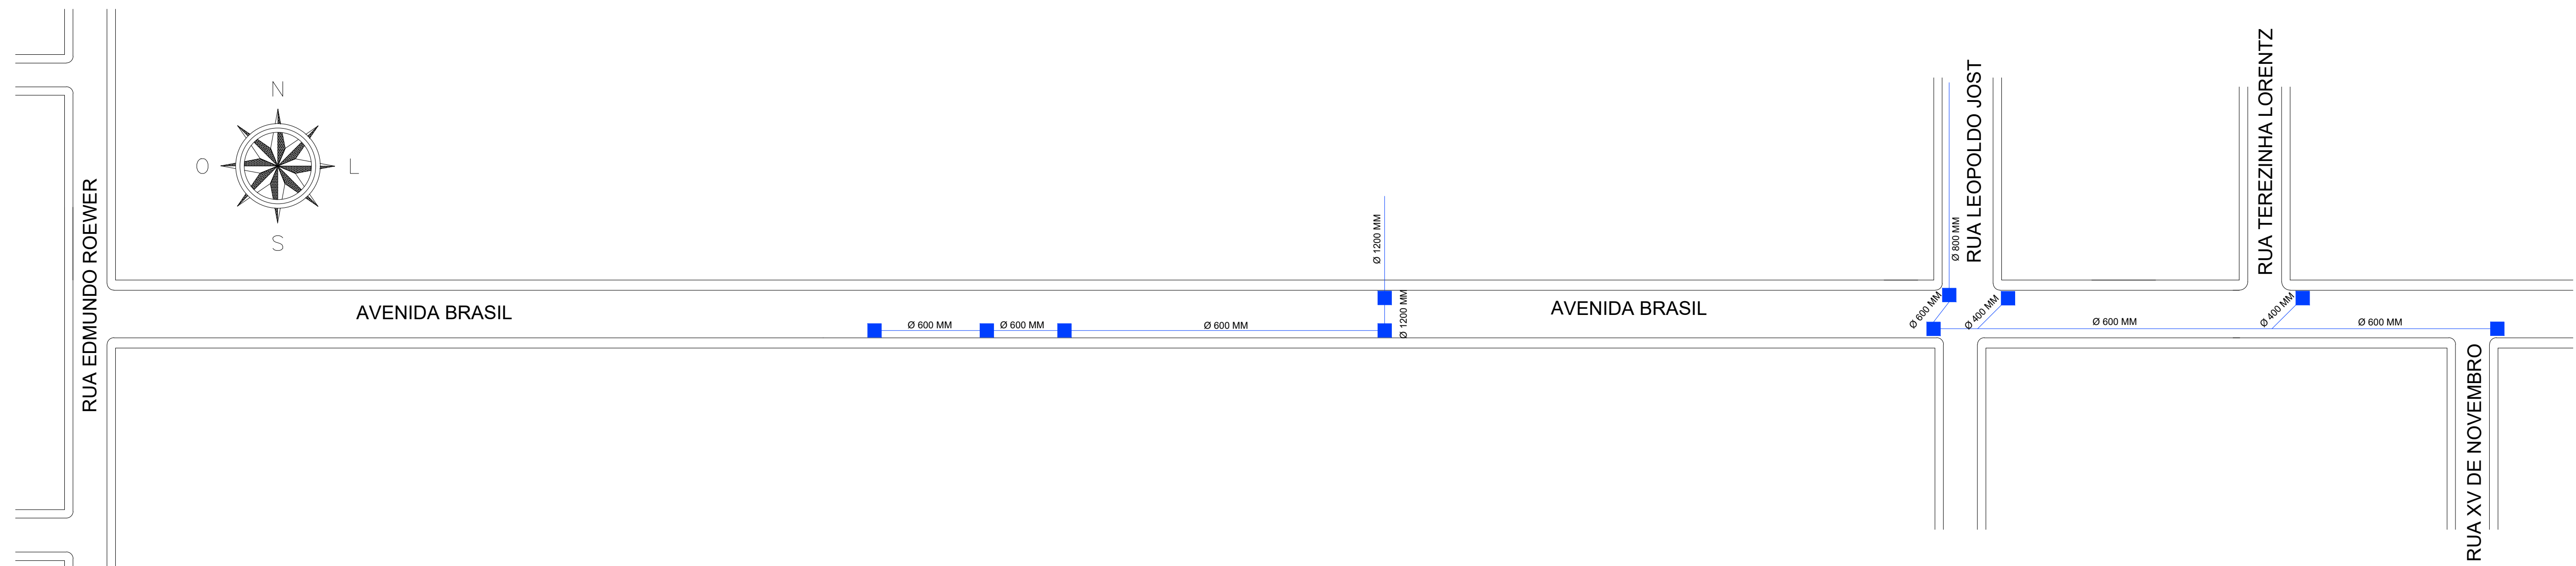 RUA EDMUNDO ROEWER
N
O
L
S
AVENIDA BRASIL
Ø 600 MM
Ø 600 MM
Ø 600 MM
Ø 1200 MM
Ø 1200 MM
AVENIDA BRASIL
Ø 800 MM
RUA LEOPOLDO JOST
Ø 600 MM
Ø 400 MM
Ø 600 MM
RUA TEREZINHA LORENTZ
Ø 400 MM
Ø 600 MM
RUA XV DE NOVEMBRO